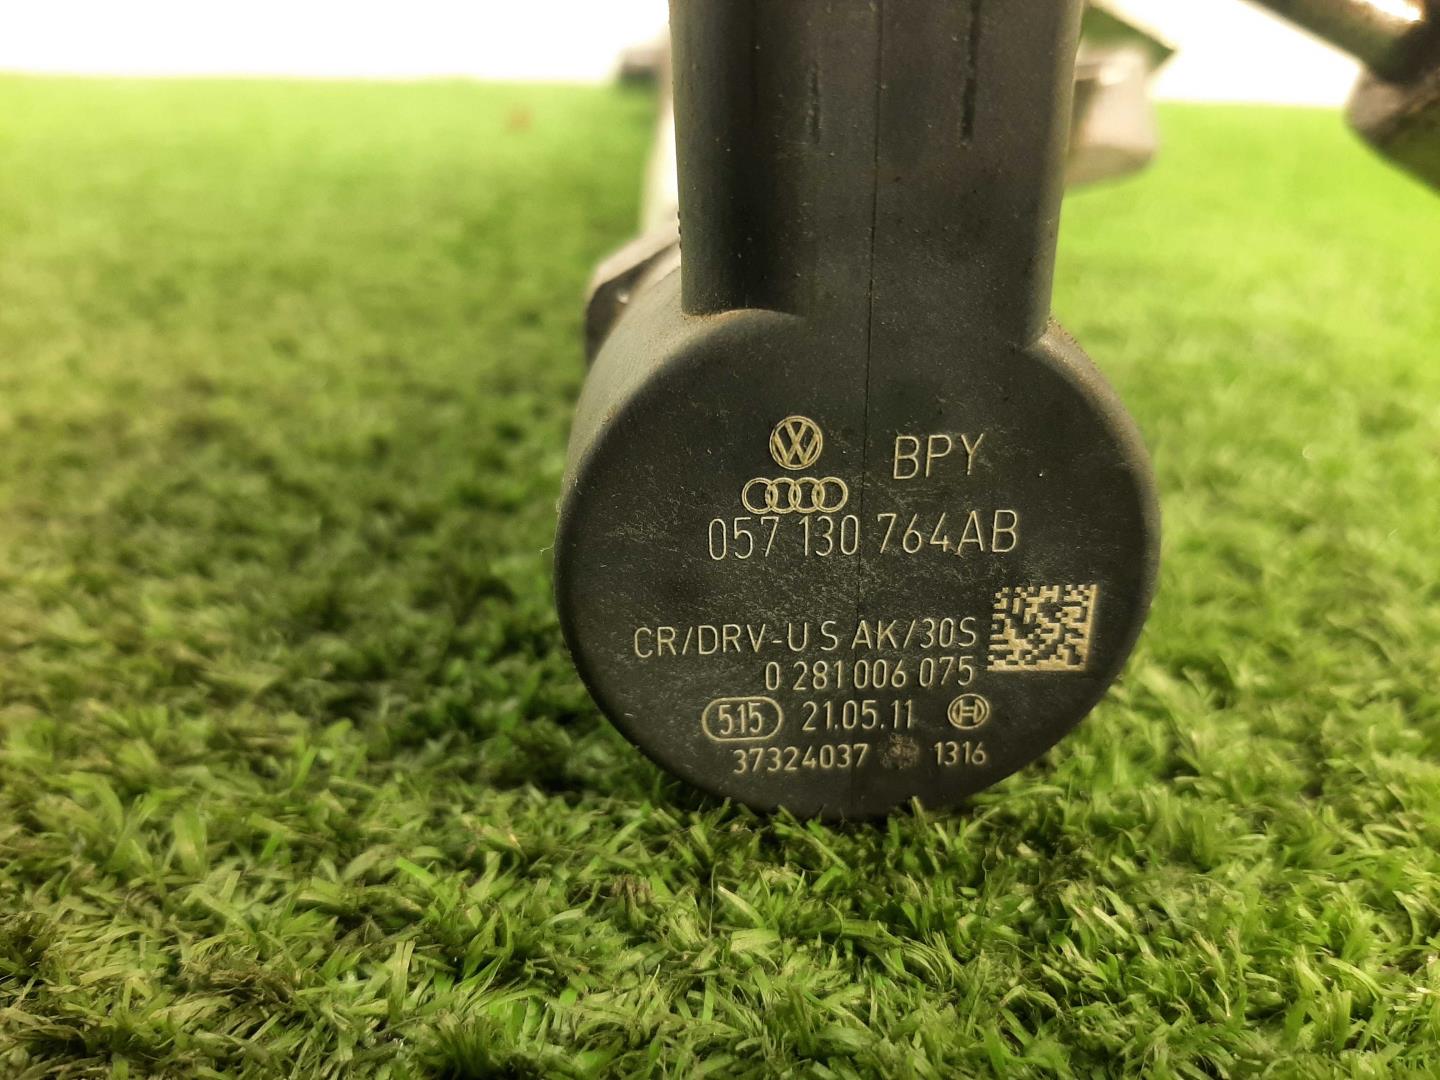 BPY
057 130 764AB
CR/DRV-U S AK/30S
0 281 006 075
515 21.05.11
37324037 1316